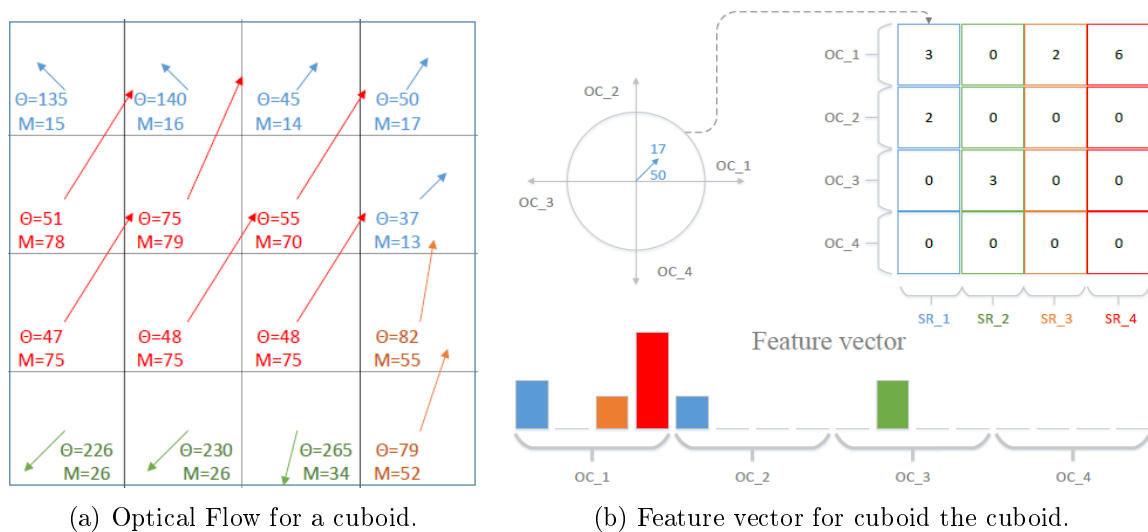 Θ=135 Θ=140 Θ=45 Θ=50
M=15 M=16 M=14 M=17
Θ=51 Θ=75 Θ=55 Θ=37
M=78 M=79 M=70 M=13
Θ=47 Θ=48 Θ=48 Θ=82
M=75 M=75 M=75 M=55
Θ=226 Θ=230 Θ=265 Θ=79
M=26 M=26 M=34 M=52
(a) Optical Flow for a cuboid.
OC_2
17
50
OC_1
OC_3
OC_4
OC_1 3 0 2 6
OC_2 2 0 0 0
OC_3 0 3 0 0
OC_4 0 0 0 0
SR_1 SR_2 SR_3 SR_4
Feature vector
OC_1 OC_2 OC_3 OC_4
(b) Feature vector for cuboid the cuboid.